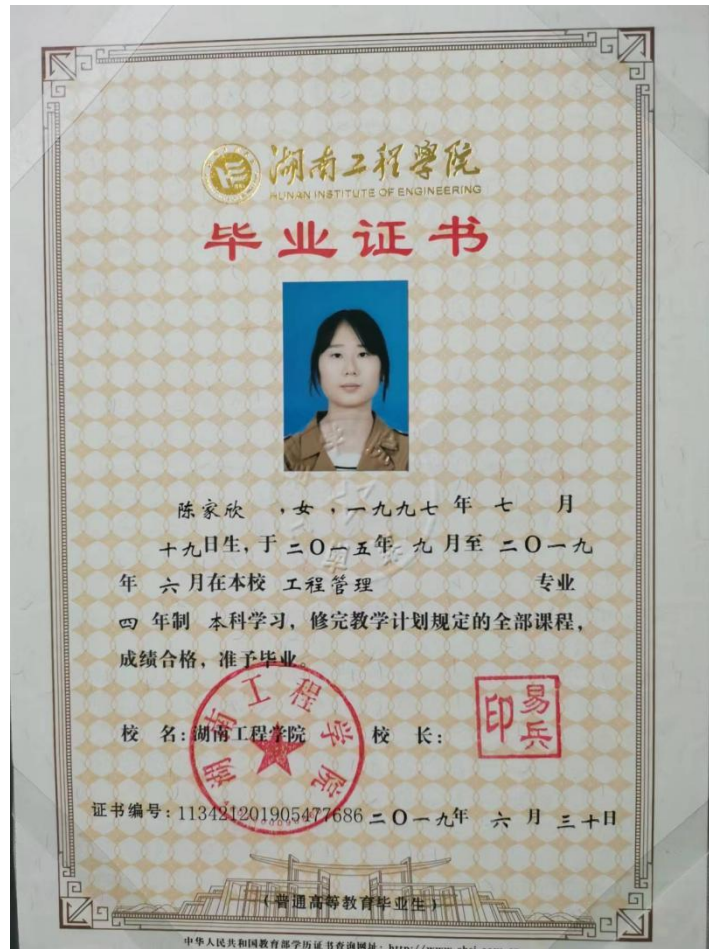 湖南工程学院
HUNAN INSTITUTE OF ENGINEERING
毕业证书
陈家欣 ,女,一九九七 年 七 月
十九日生,于 二〇一五年 九 月至 二〇一九
年 六 月在本校 工程管理 专业
四 年制 本科学习,修完教学计划规定的全部课程,
成绩合格,准予毕业。
校 名:湖南工程学院 校 长:
易兵印
湖南工程学院
证书编号:113421201905477686 二〇一九年 六 月 三十日
(普通高等教育毕业生)
中华人民共和国教育部学历证书查询网址: